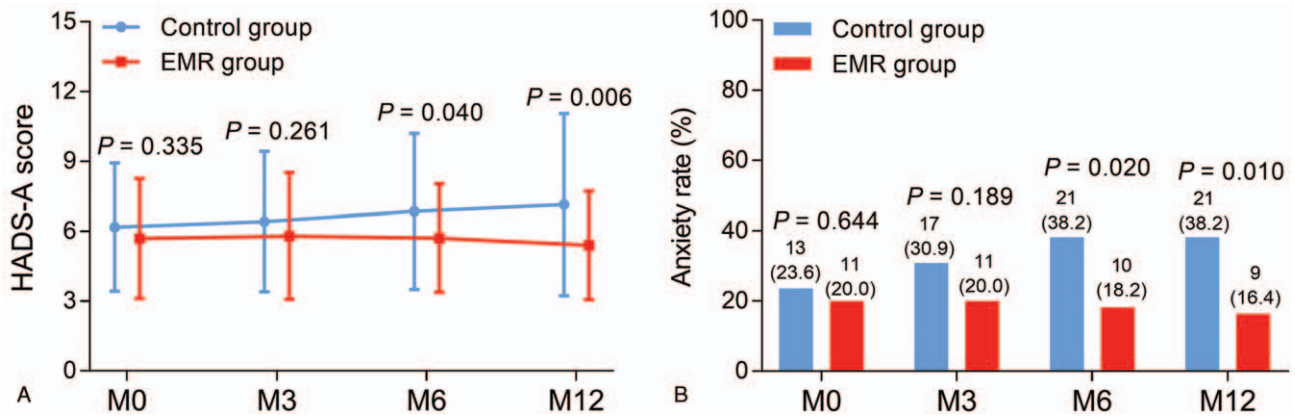 15
12
9
6
3
0
HADS-A score
Control group
EMR group
P = 0.335
P = 0.261
P = 0.040
P = 0.006
M0
M3
M6
M12
A
100
80
60
40
20
0
Anxiety rate (%)
Control group
EMR group
P = 0.644
P = 0.189
P = 0.020
P = 0.010
13
(23.6)
11
(20.0)
17
(30.9)
11
(20.0)
21
(38.2)
10
(18.2)
21
(38.2)
9
(16.4)
M0
M3
M6
M12
B